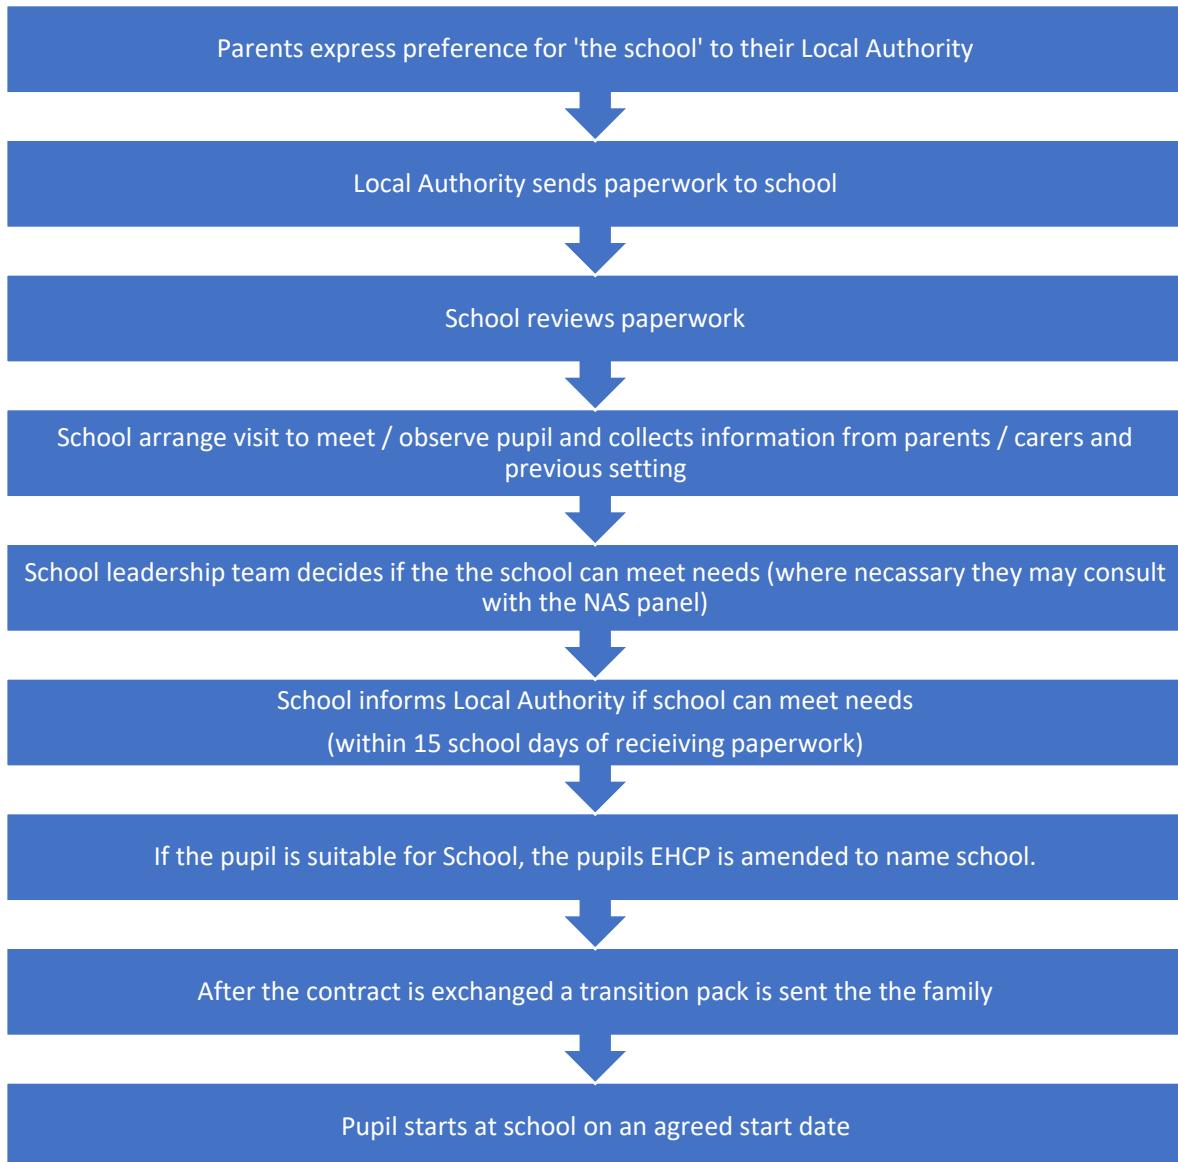 Parents express preference for 'the school' to their Local Authority
Local Authority sends paperwork to school
School reviews paperwork
School arrange visit to meet / observe pupil and collects information from parents / carers and
previous setting
School leadership team decides if the the school can meet needs (where necassary they may consult
with the NAS panel)
School informs Local Authority if school can meet needs
(within 15 school days of recieiving paperwork)
If the pupil is suitable for School, the pupils EHCP is amended to name school.
After the contract is exchanged a transition pack is sent the the family
Pupil starts at school on an agreed start date